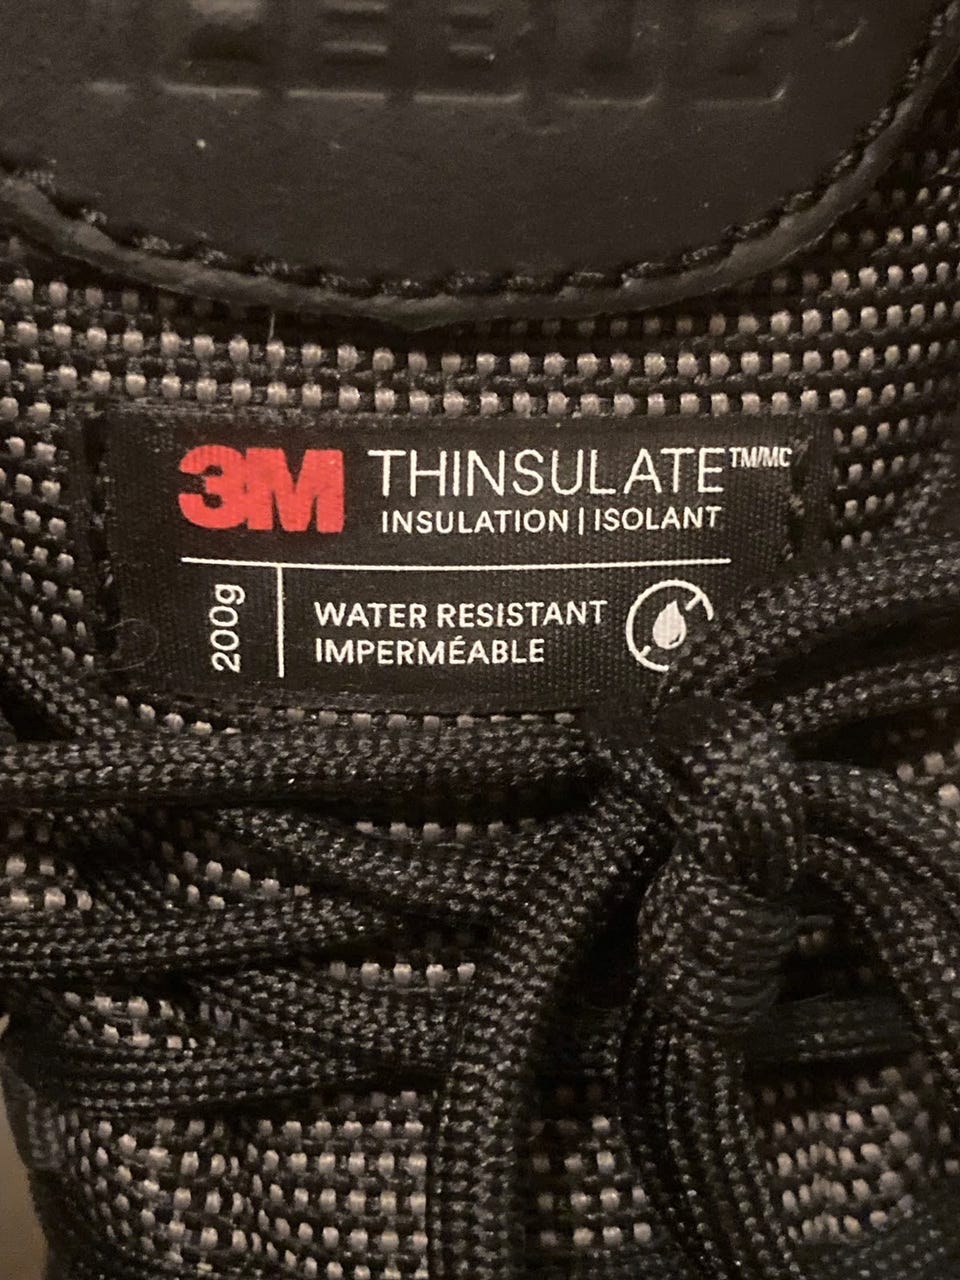 3M THINSULATE™/MC
INSULATION | ISOLANT
200g
WATER RESISTANT
IMPERMÉABLE